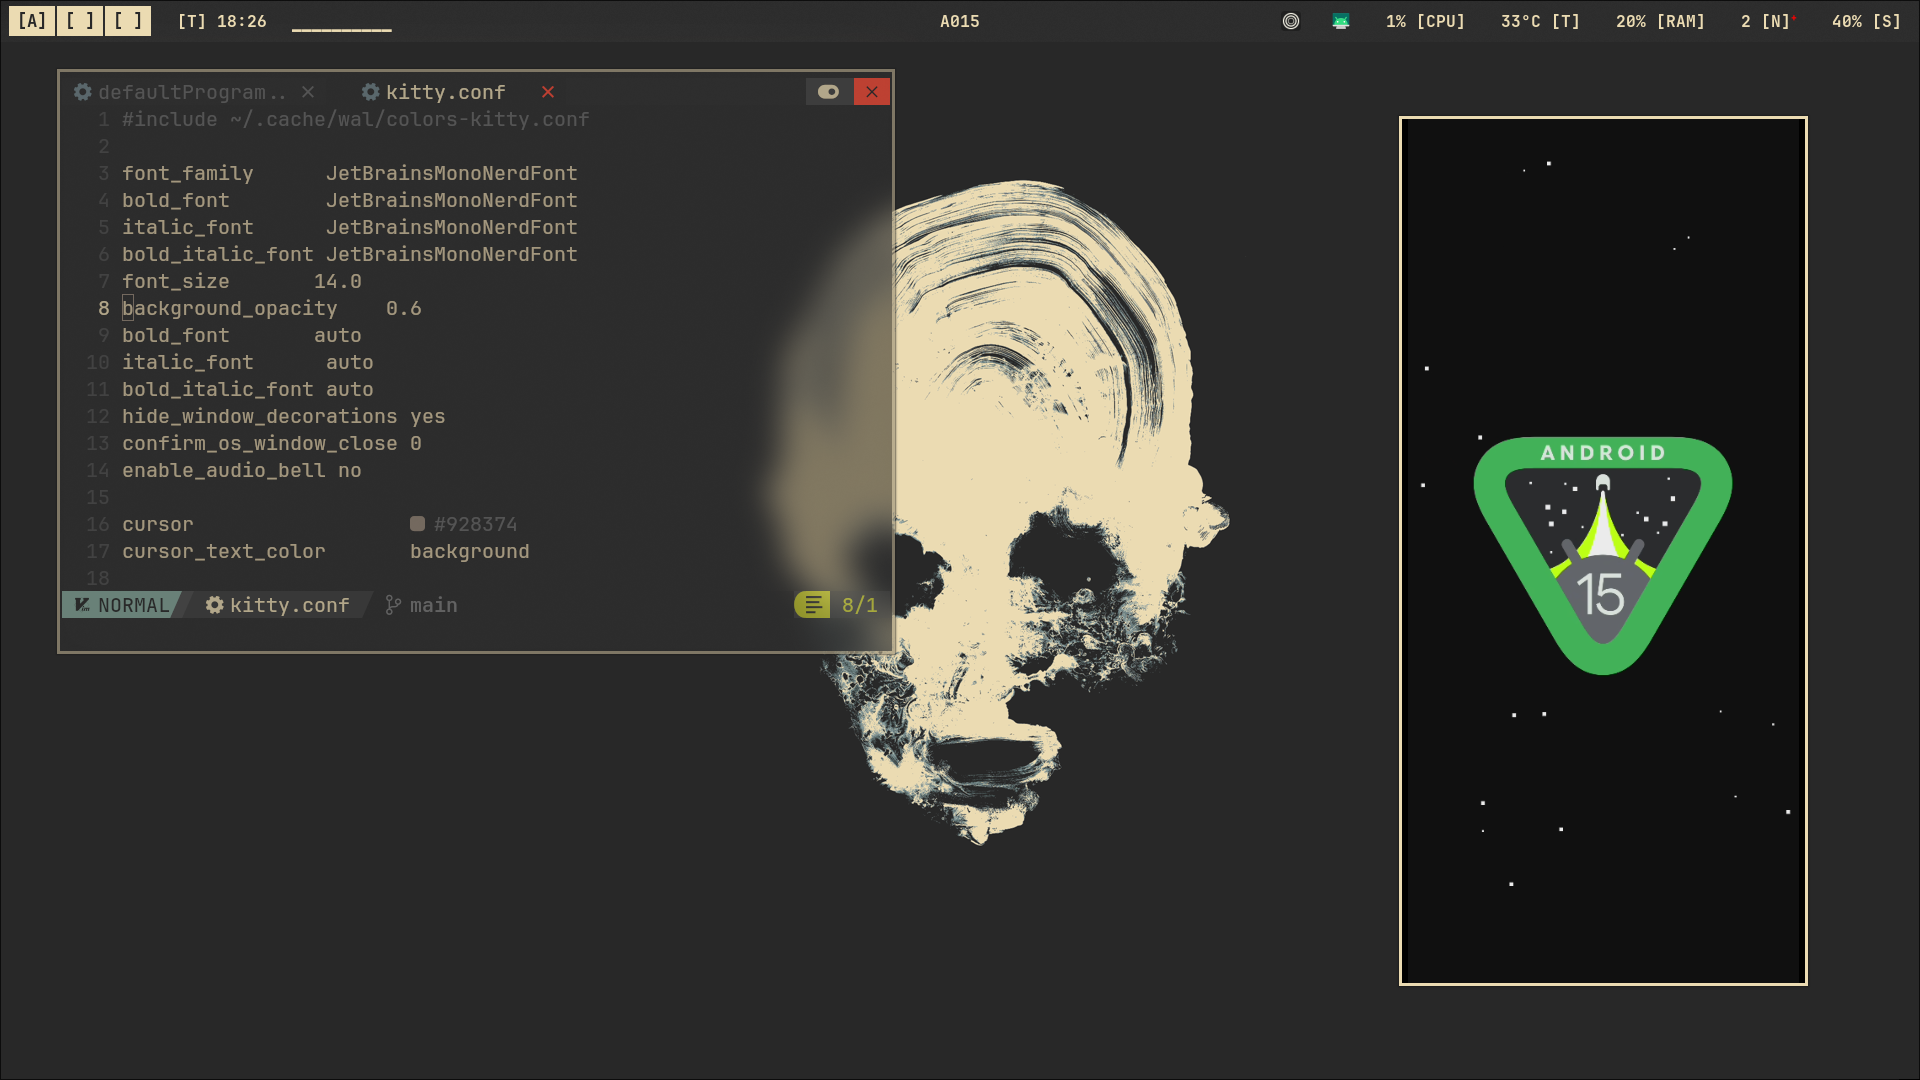 [A] [ ] [ ] [T] 18:26 __________ A015 1% [CPU] 33°C [T] 20% [RAM] 2 [N]* 40% [S]
defaultProgram.. × kitty.conf × ×
1 #include ~/.cache/wal/colors-kitty.conf
2
3 font_family JetBrainsMonoNerdFont
4 bold_font JetBrainsMonoNerdFont
5 italic_font JetBrainsMonoNerdFont
6 bold_italic_font JetBrainsMonoNerdFont
7 font_size 14.0
8 background_opacity 0.6
9 bold_font auto
10 italic_font auto
11 bold_italic_font auto
12 hide_window_decorations yes
13 confirm_os_window_close 0
14 enable_audio_bell no
15
16 cursor #928374
17 cursor_text_color background
18
NORMAL kitty.conf main 8/1
ANDROID
15